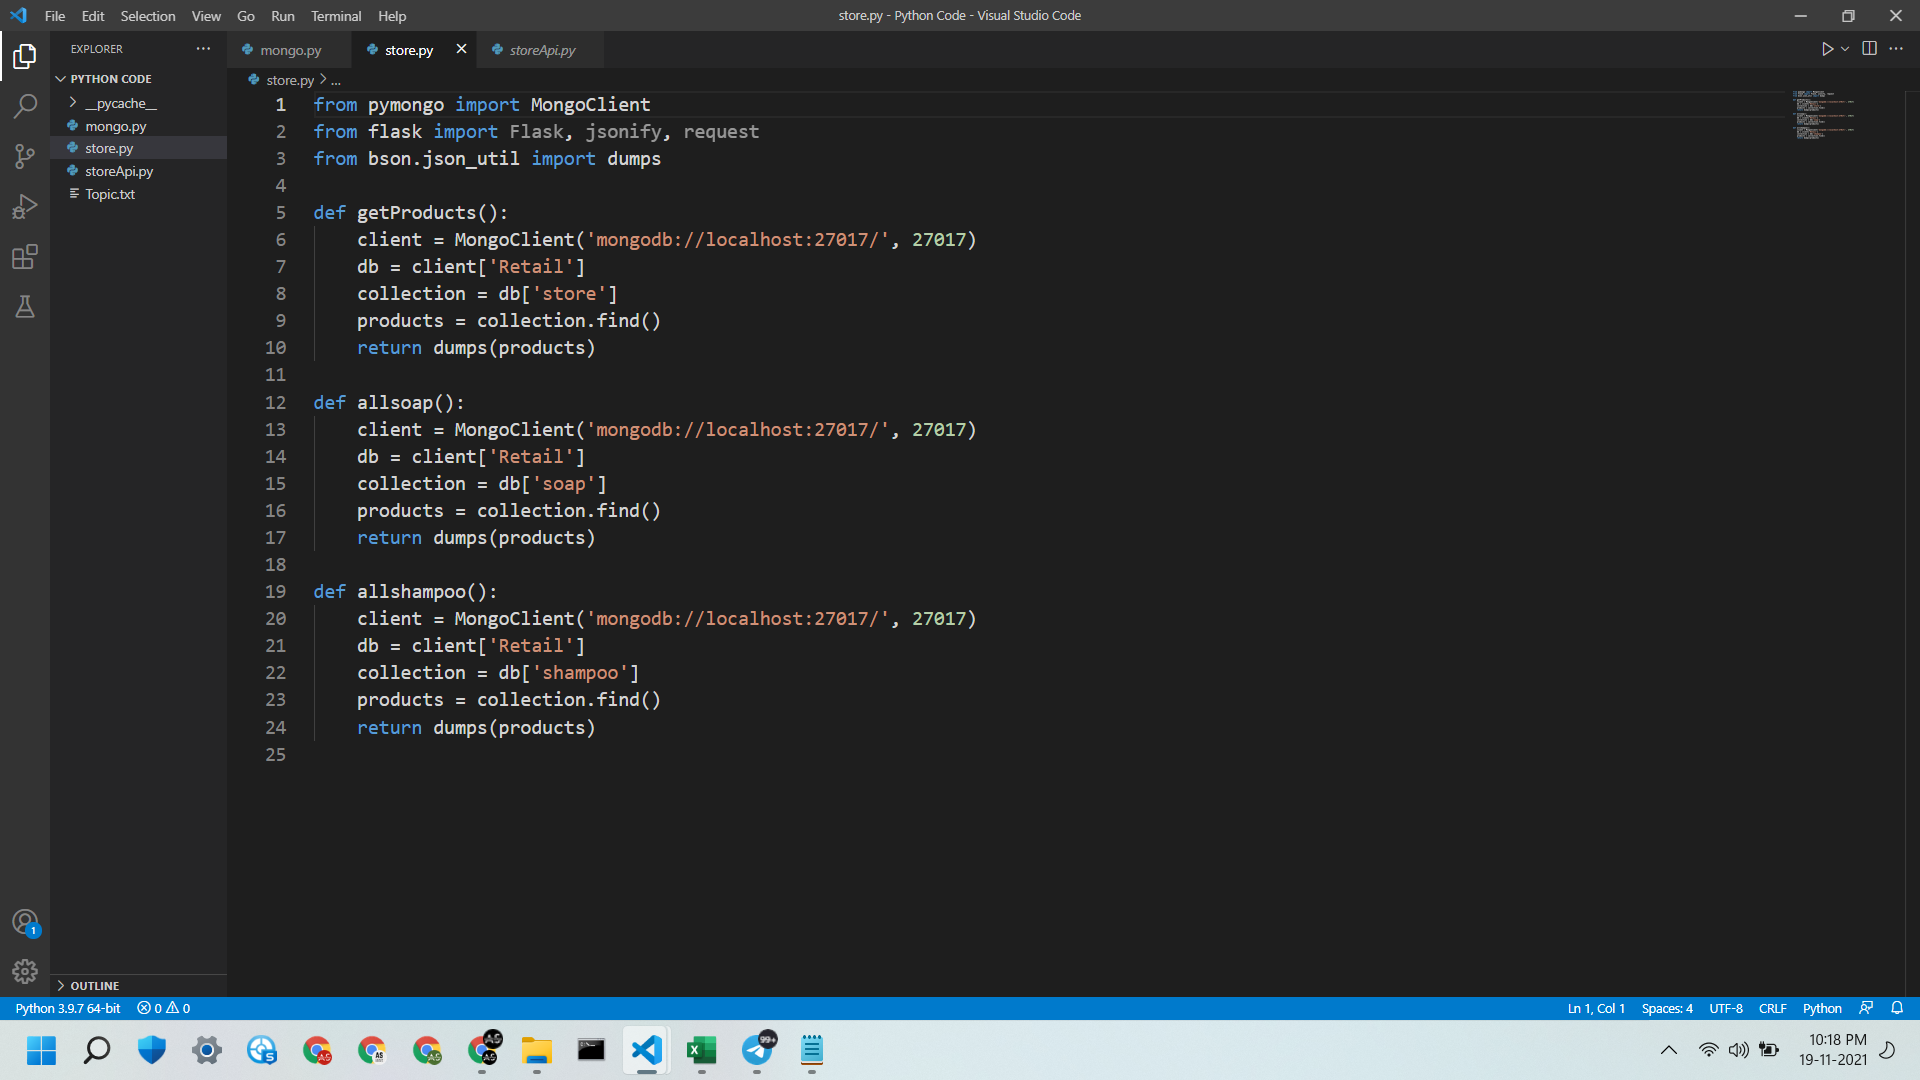 File Edit Selection View Go Run Terminal Help
store.py - Python Code - Visual Studio Code
EXPLORER
mongo.py
store.py
storeApi.py
PYTHON CODE
__pycache__
mongo.py
store.py
storeApi.py
Topic.txt
store.py > ...
1 from pymongo import MongoClient
2 from flask import Flask, jsonify, request
3 from bson.json_util import dumps
4
5 def getProducts():
6     client = MongoClient('mongodb://localhost:27017/', 27017)
7     db = client['Retail']
8     collection = db['store']
9     products = collection.find()
10     return dumps(products)
11
12 def allsoap():
13     client = MongoClient('mongodb://localhost:27017/', 27017)
14     db = client['Retail']
15     collection = db['soap']
16     products = collection.find()
17     return dumps(products)
18
19 def allshampoo():
20     client = MongoClient('mongodb://localhost:27017/', 27017)
21     db = client['Retail']
22     collection = db['shampoo']
23     products = collection.find()
24     return dumps(products)
25
1
OUTLINE
Python 3.9.7 64-bit 0 0
Ln 1, Col 1 Spaces: 4 UTF-8 CRLF Python
S AS AS AS AS AS 99+
10:18 PM
19-11-2021